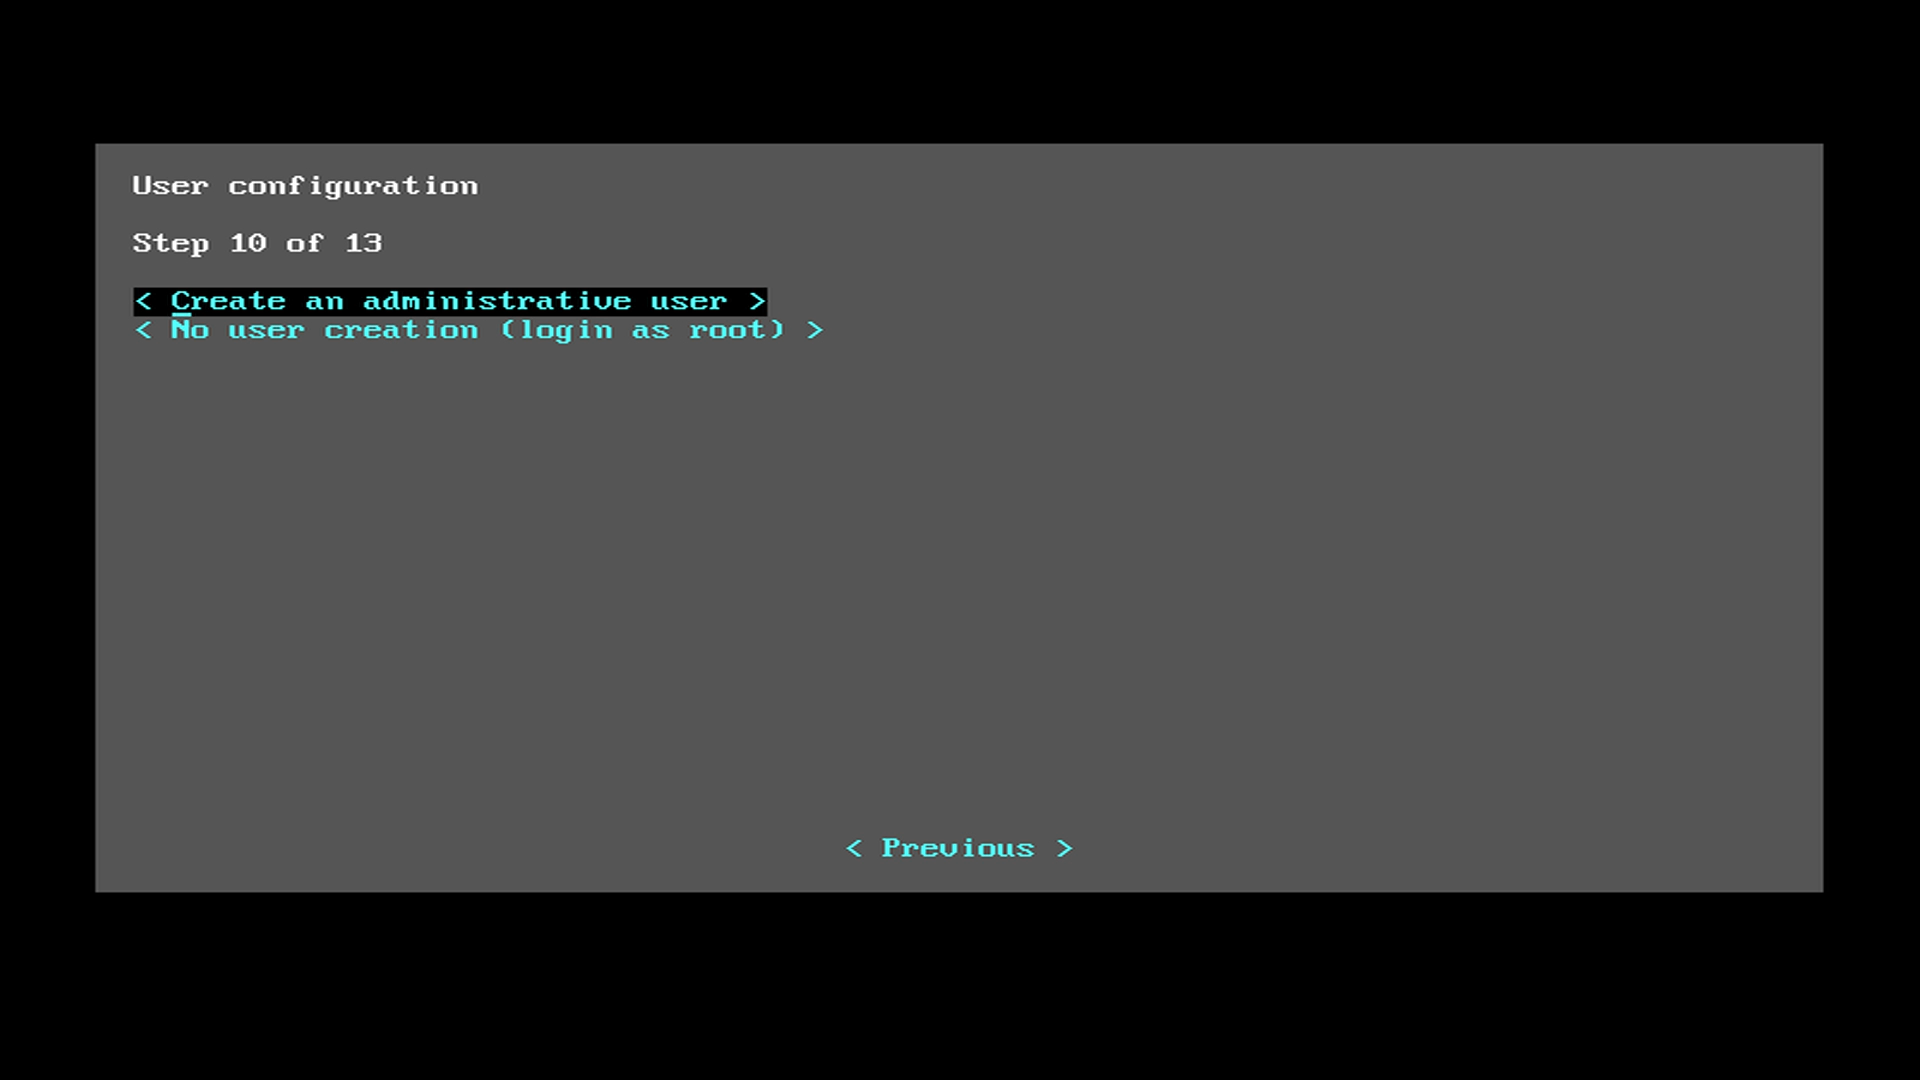 User configuration
Step 10 of 13
< Create an administrative user >
< No user creation (login as root) >
< Previous >